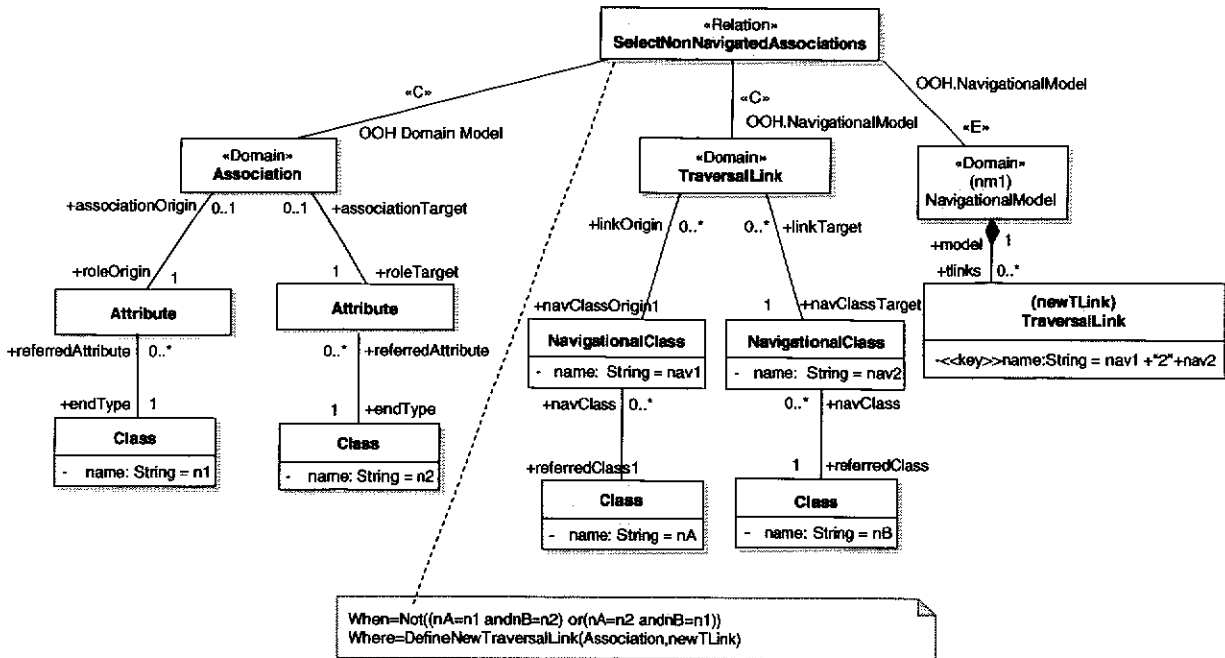 «Relation»
SelectNonNavigatedAssociations
«C»
OOH Domain Model
«C»
OOH.NavigationalModel
OOH.NavigationalModel
«E»
«Domain»
Association
«Domain»
TraversalLink
«Domain»
(nm1)
NavigationalModel
+associationOrigin
0..1
0..1
+associationTarget
+linkOrigin
0..*
0..*
+linkTarget
+model
1
+tlinks
0..*
+roleOrigin
1
1
+roleTarget
Attribute
Attribute
+navClassOrigin1
1
+navClassTarget
(newTLink)
TraversalLink
-<<key>>name:String = nav1 +"2"+nav2
NavigationalClass
- name: String = nav1
NavigationalClass
- name: String = nav2
+referredAttribute
0..*
0..*
+referredAttribute
+navClass
0..*
0..*
+navClass
+endType
1
1
+endType
Class
- name: String = n1
Class
- name: String = n2
+referredClass1
1
+referredClass
Class
- name: String = nA
Class
- name: String = nB
When=Not((nA=n1 andnB=n2) or(nA=n2 andnB=n1))
Where=DefineNewTraversalLink(Association,newTLink)